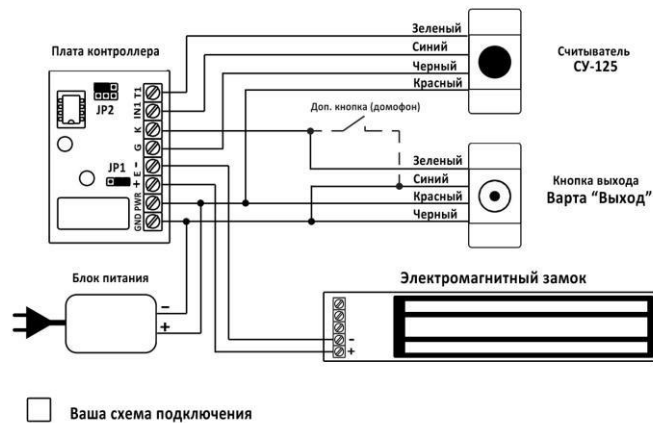 Плата контроллера
JP2
JP1
T1
IN1
K
G
E -
+
PWR
GND
Зеленый
Синий
Черный
Красный
Считыватель
СУ-125
Доп. кнопка (домофон)
Зеленый
Синий
Красный
Черный
Кнопка выхода
Варта “Выход”
Блок питания
−
+
Электромагнитный замок
-
+
Ваша схема подключения